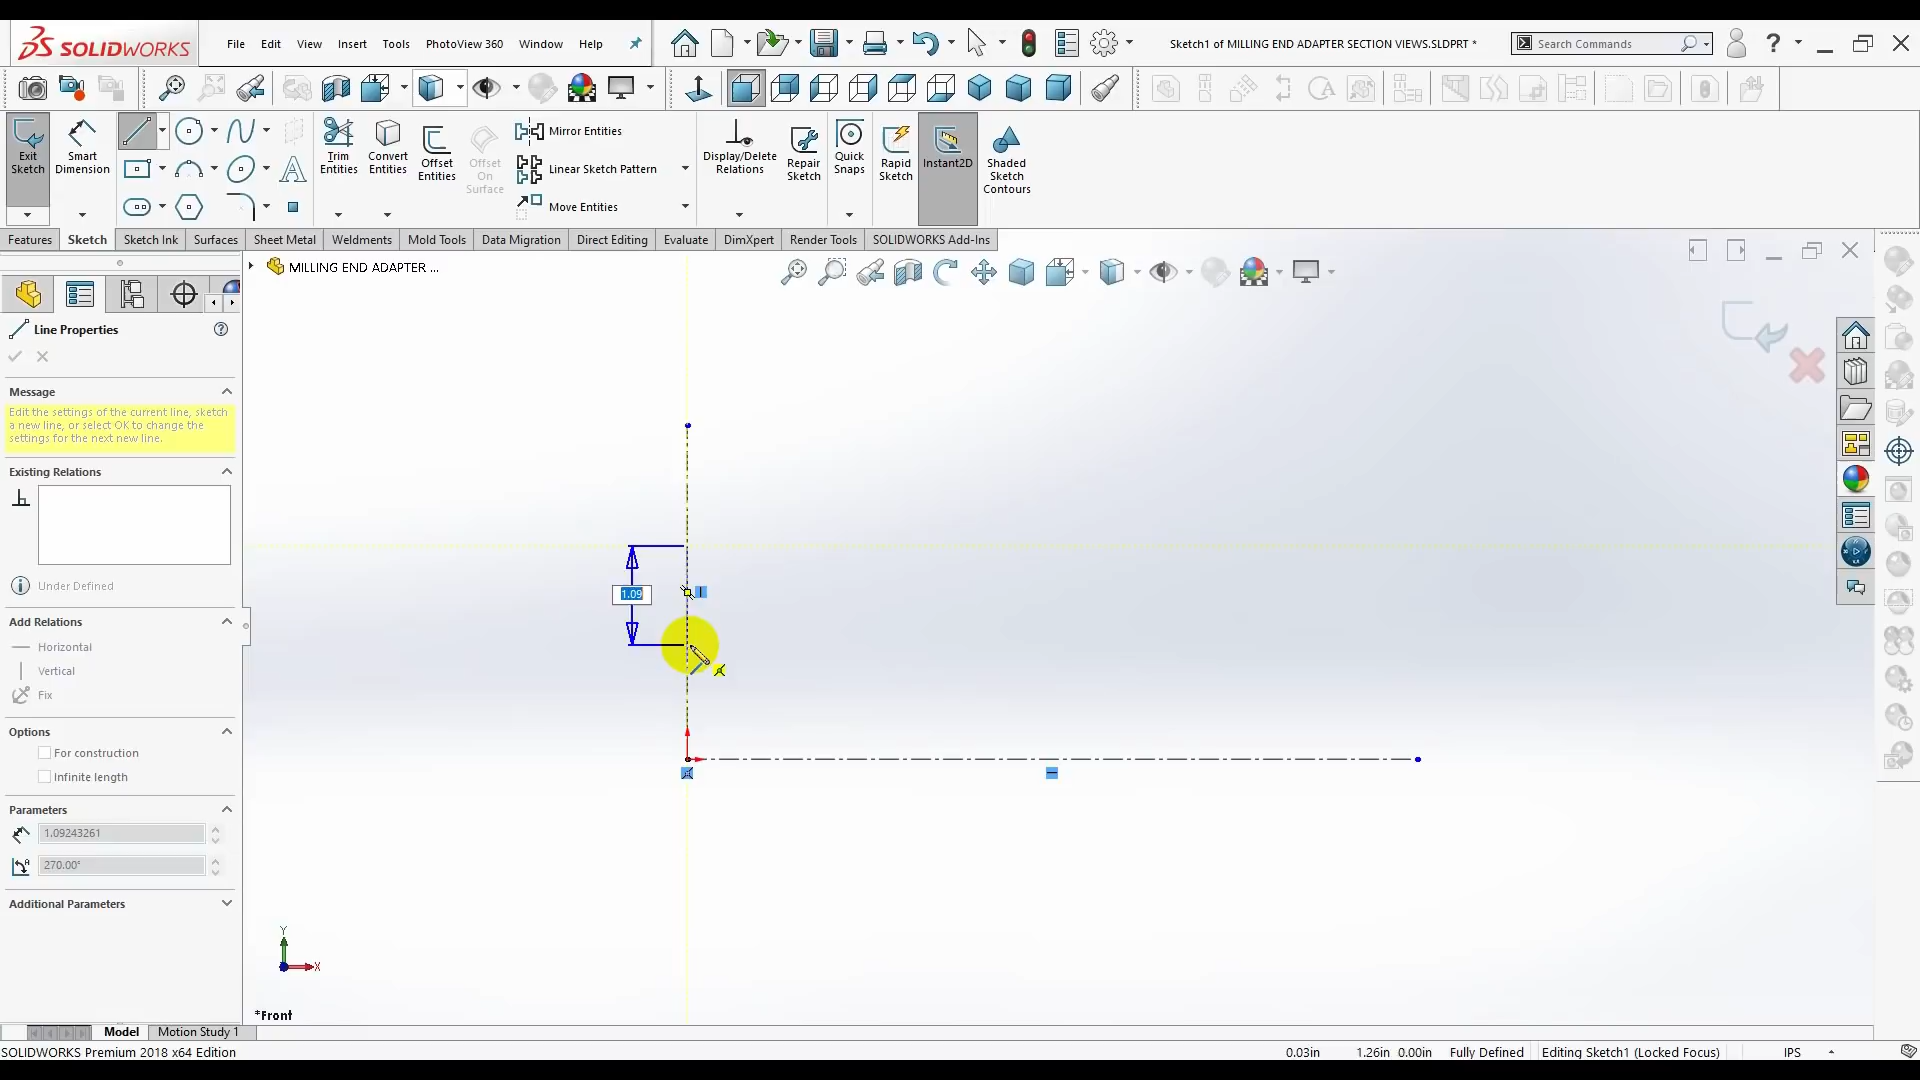 SOLIDWORKS
File Edit View Insert Tools PhotoView 360 Window Help
Sketch1 of MILLING END ADAPTER SECTION VIEWS.SLDPRT *
Search Commands
Exit Sketch
Smart Dimension
Trim Entities
Convert Entities
Offset Entities
Offset On Surface
Mirror Entities
Linear Sketch Pattern
Move Entities
Display/Delete Relations
Repair Sketch
Quick Snaps
Rapid Sketch
Instant2D
Shaded Sketch Contours
Features Sketch Sketch Ink Surfaces Sheet Metal Weldments Mold Tools Data Migration Direct Editing Evaluate DimXpert Render Tools SOLIDWORKS Add-Ins
MILLING END ADAPTER ...
Line Properties
Message
Edit the settings of the current line, sketch
a new line, or select OK to change the
settings for the next new line.
Existing Relations
Under Defined
Add Relations
Horizontal
Vertical
Fix
Options
For construction
Infinite length
Parameters
1.09243261
270.00°
Additional Parameters
1.09
Y
X
*Front
Model Motion Study 1
SOLIDWORKS Premium 2018 x64 Edition
0.03in 1.26in 0.00in Fully Defined Editing Sketch1 (Locked Focus) IPS